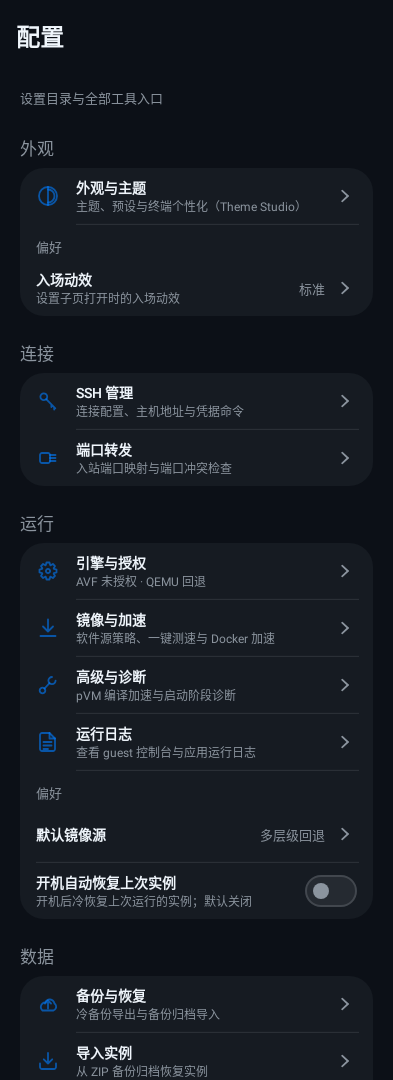 配置
设置目录与全部工具入口
外观
外观与主题
主题、预设与终端个性化（Theme Studio）
偏好
入场动效
设置子页打开时的入场动效
标准
连接
SSH 管理
连接配置、主机地址与凭据命令
端口转发
入站端口映射与端口冲突检查
运行
引擎与授权
AVF 未授权 · QEMU 回退
镜像与加速
软件源策略、一键测速与 Docker 加速
高级与诊断
pVM 编译加速与启动阶段诊断
运行日志
查看 guest 控制台与应用运行日志
偏好
默认镜像源
多层级回退
开机自动恢复上次实例
开机后冷恢复上次运行的实例；默认关闭
数据
备份与恢复
冷备份导出与备份归档导入
导入实例
从 ZIP 备份归档恢复实例